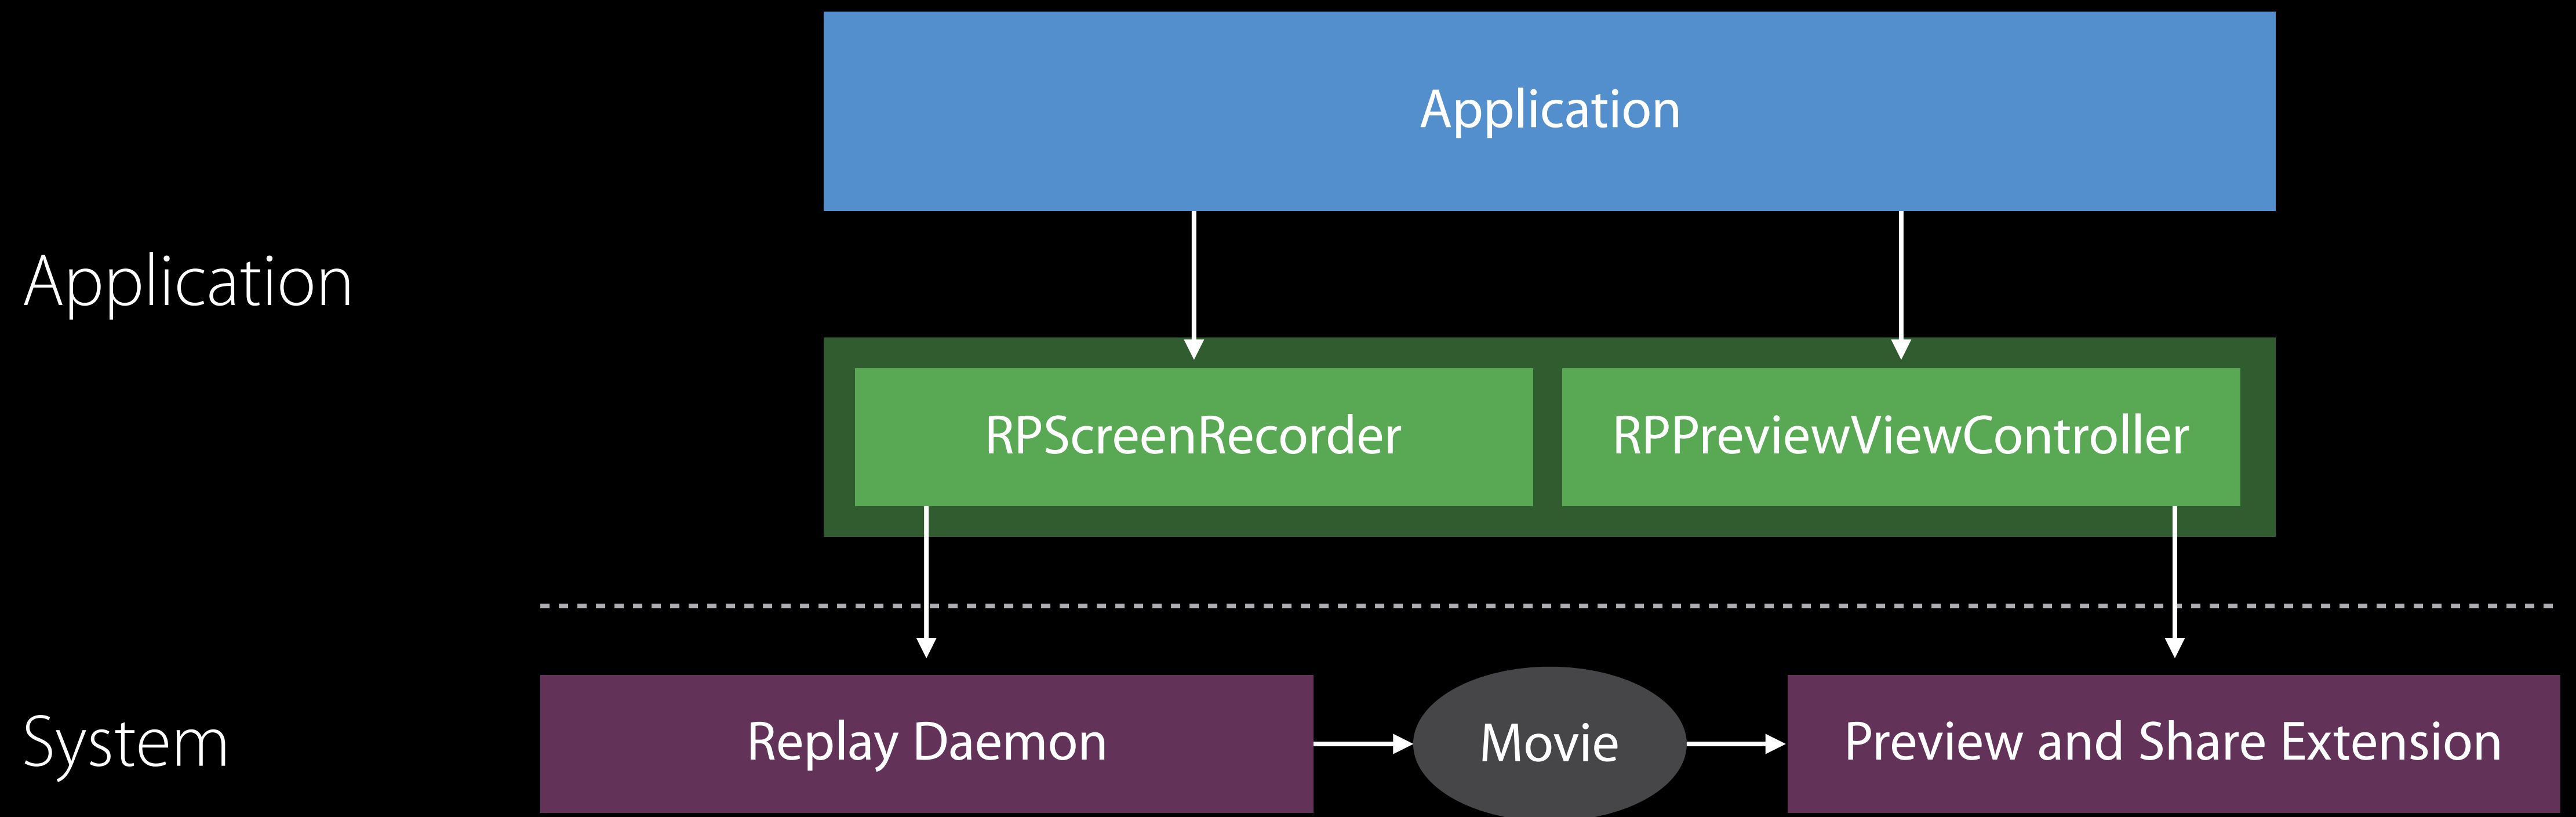 Application
Application
RPScreenRecorder
RPPreviewViewController
System
Replay Daemon
Movie
Preview and Share Extension